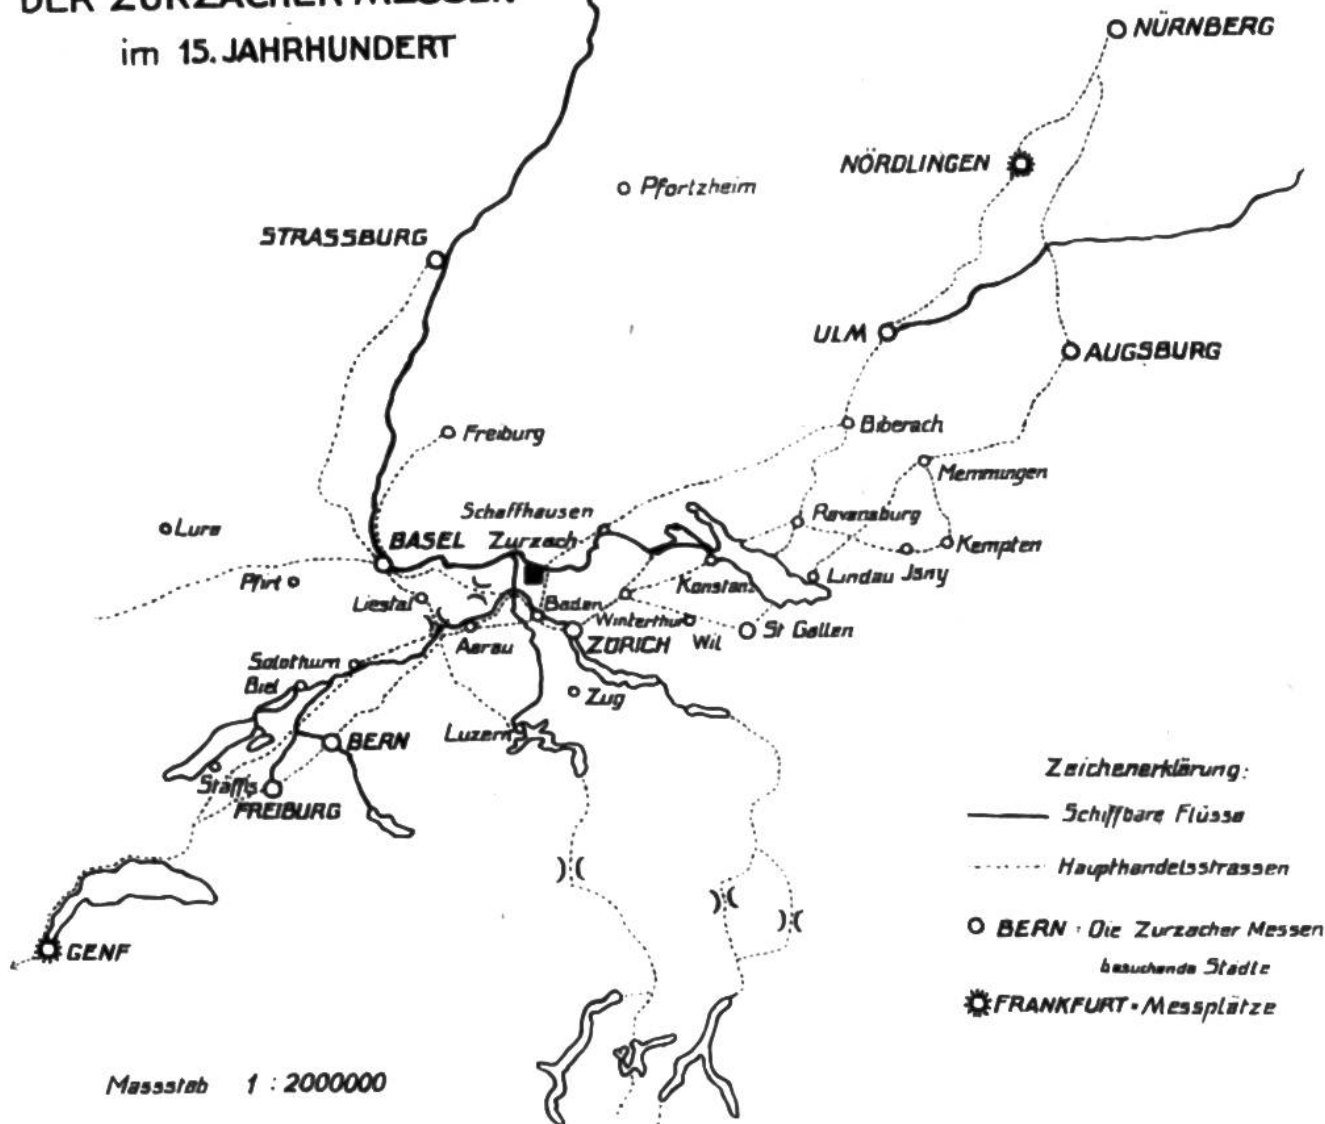 DER ZURZACHER MESSEN
im 15. JAHRHUNDERT
NÜRNBERG
NÖRDLINGEN
Pfortzheim
STRASSBURG
ULM
AUGSBURG
Biberach
Freiburg
Memmingen
Schaffhausen
Ravensburg
Lure
BASEL
Zurzach
Kempten
Pfirt
Konstanz
Lindau
Jsny
Liestal
Baden
Winterthur
Wil
St Gallen
Aarau
ZÜRICH
Solothurn
Biel
Zug
Luzern
BERN
Stäffis
FREIBURG
GENF
Zeichenerklärung:
Schiffbare Flüsse
Haupthandelsstrassen
BERN · Die Zurzacher Messen
besuchende Städte
FRANKFURT · Messplätze
Massstab 1 : 2000000